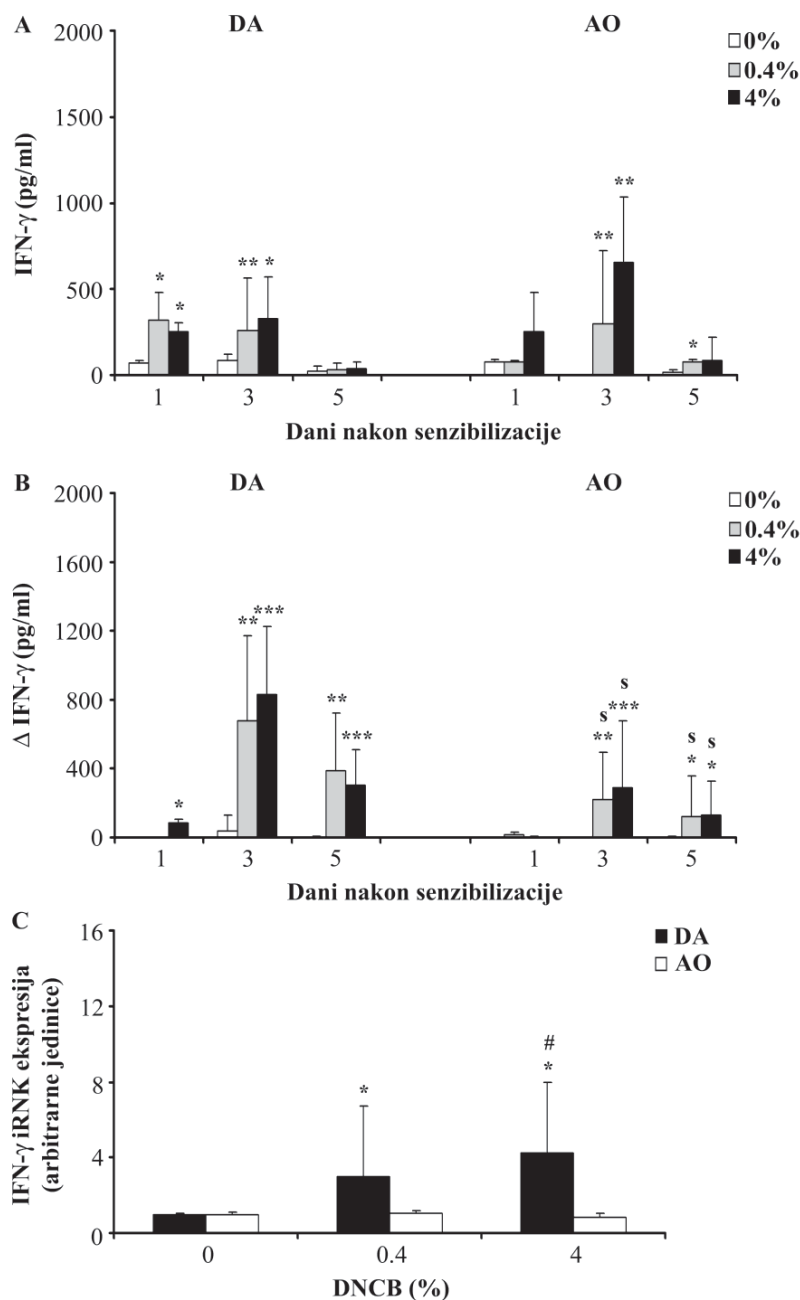 A
DA
AO
0%
0.4%
4%
IFN-γ (pg/ml)
2000
1500
1000
500
0
* * ** * ** ** *
1 3 5 1 3 5
Dani nakon senzibilizacije
B
DA
AO
0%
0.4%
4%
Δ IFN-γ (pg/ml)
2000
1600
1200
800
400
0
* ** *** ** *** s ** s *** s * s *
1 3 5 1 3 5
Dani nakon senzibilizacije
C
DA
AO
IFN-γ iRNK ekspresija
(arbitrarne jedinice)
16
12
8
4
0
* # *
0 0.4 4
DNCB (%)